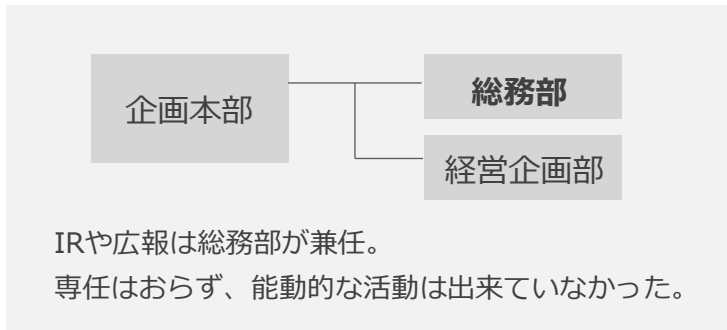 企画本部
総務部
経営企画部
IRや広報は総務部が兼任。
専任はおらず、能動的な活動は出来ていなかった。